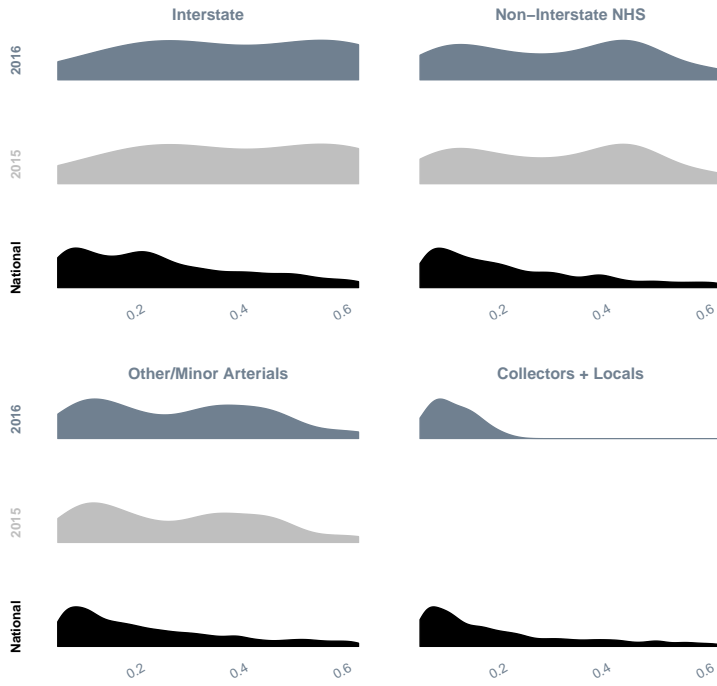 Interstate
Non−Interstate NHS
2016
2015
National
0.2
0.4
0.6
0.2
0.4
0.6
Other/Minor Arterials
Collectors + Locals
2016
2015
National
0.2
0.4
0.6
0.2
0.4
0.6